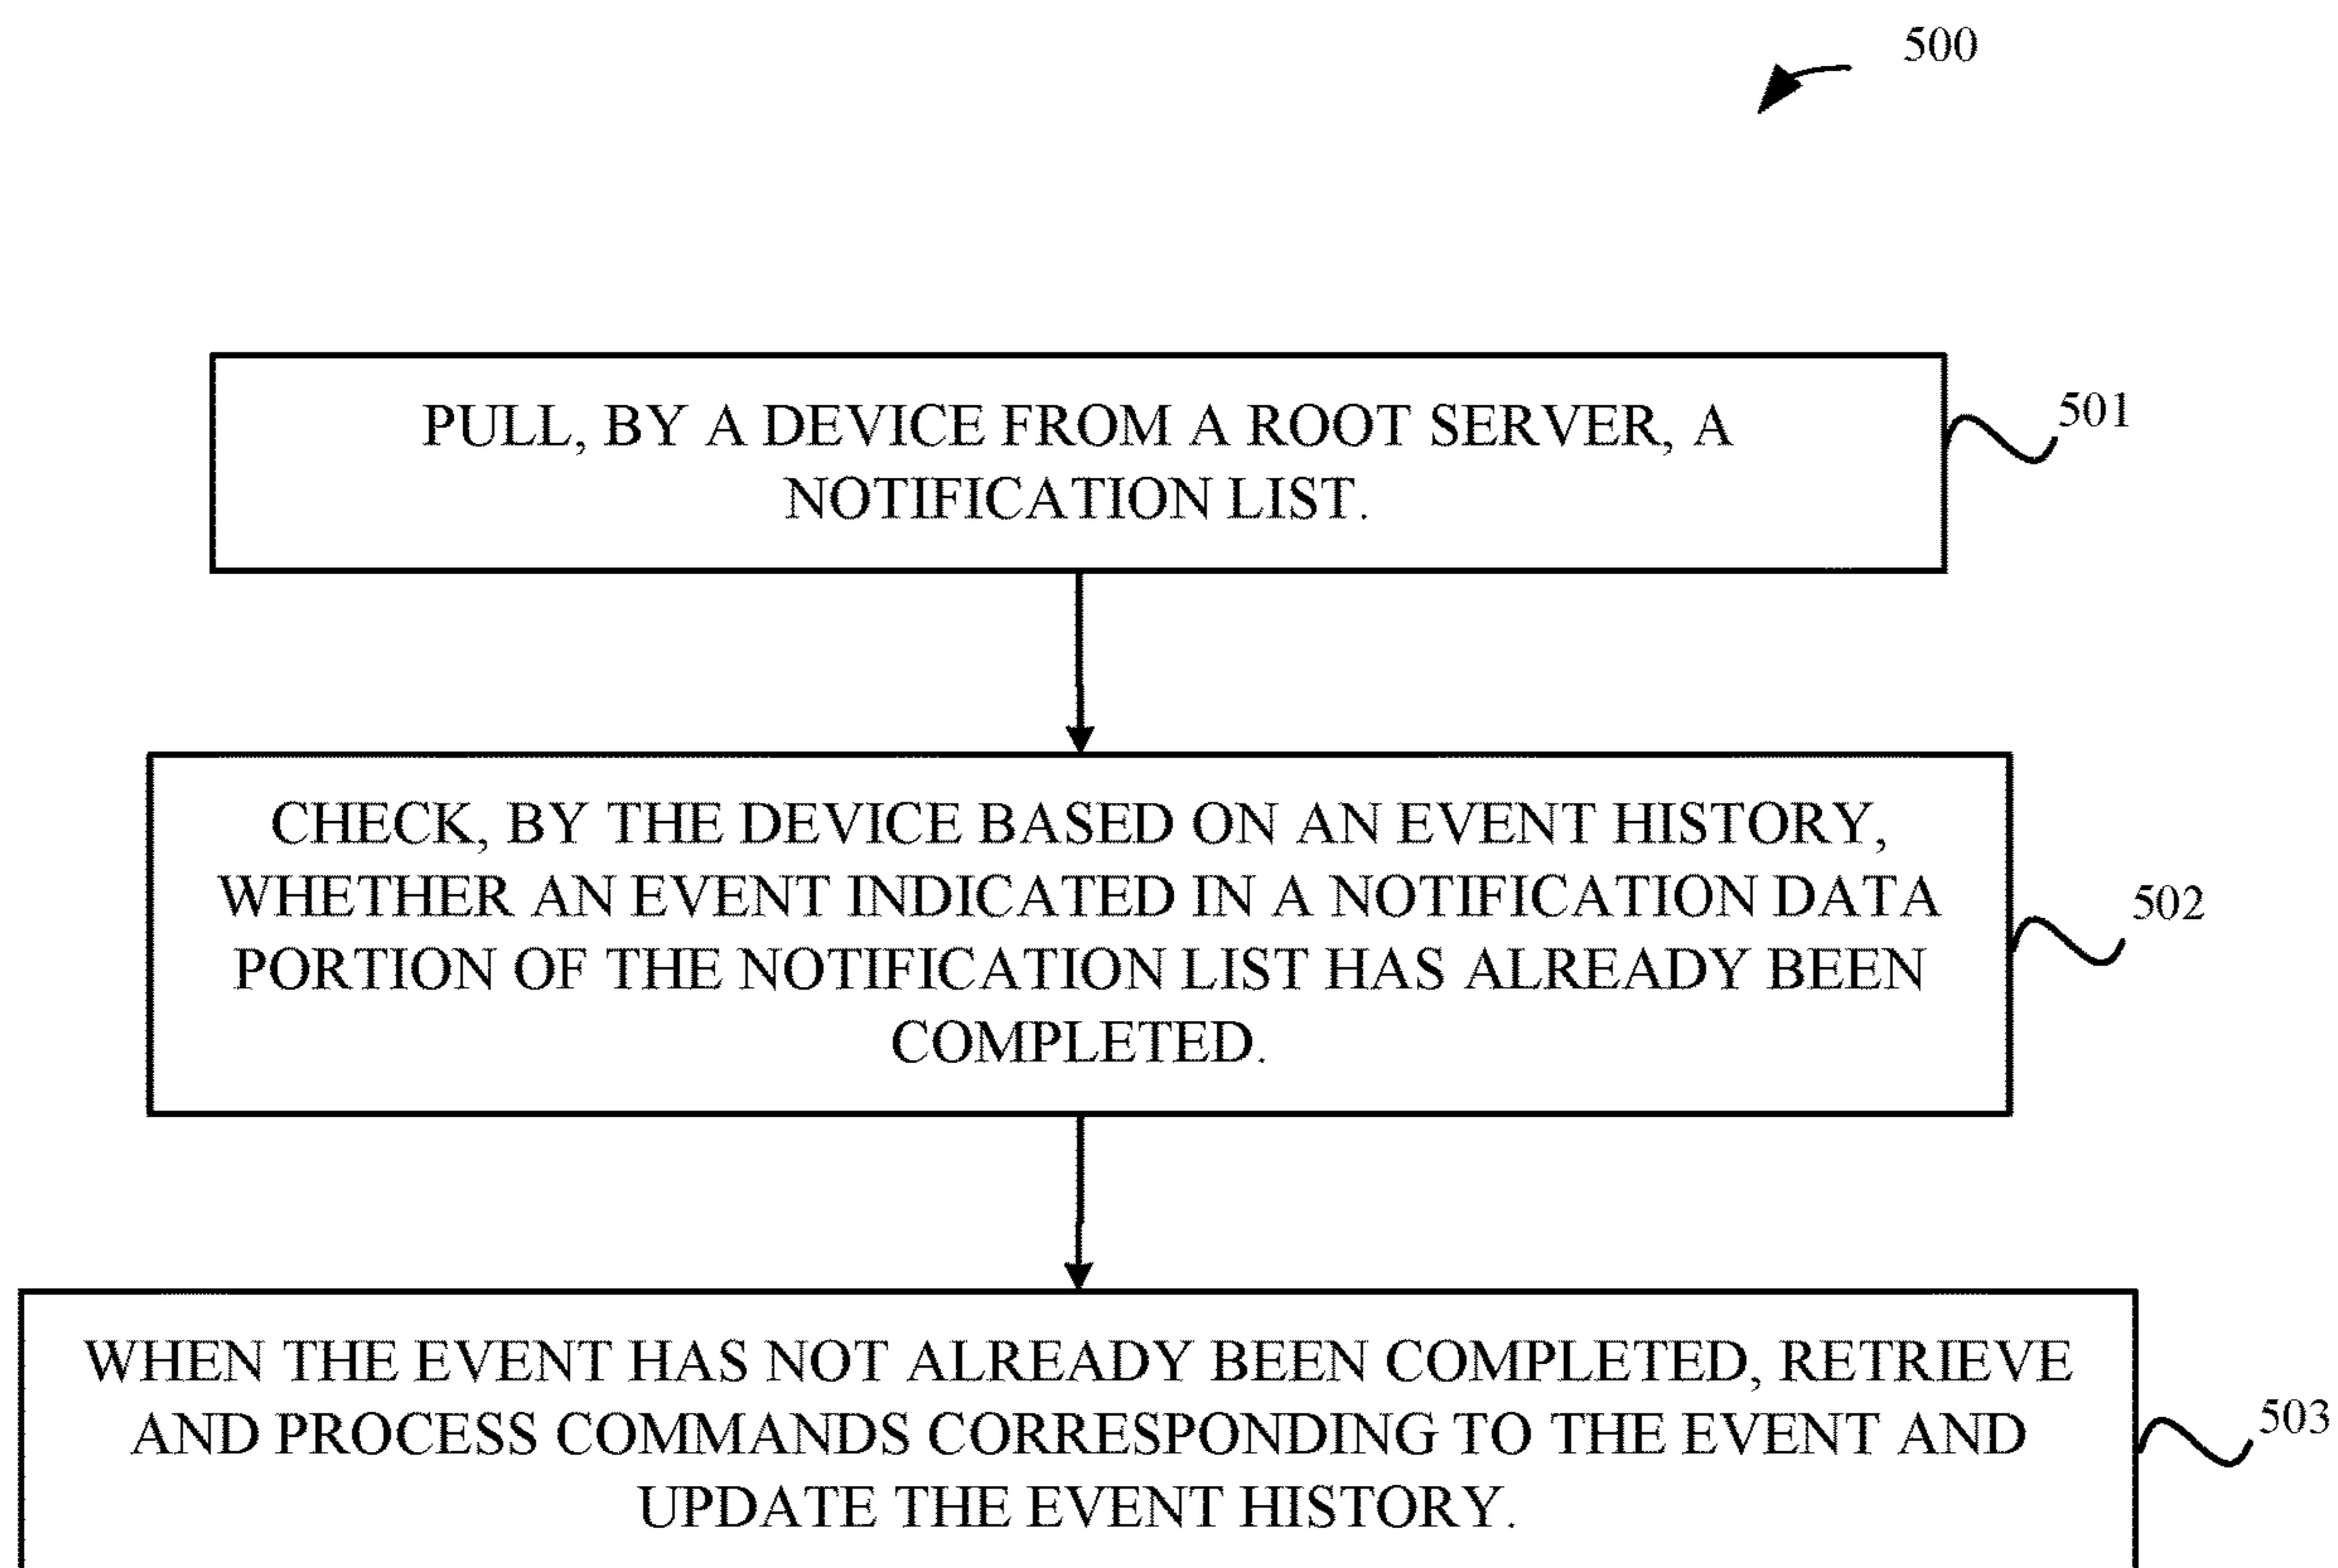 500
PULL, BY A DEVICE FROM A ROOT SERVER, A
NOTIFICATION LIST.
501
CHECK, BY THE DEVICE BASED ON AN EVENT HISTORY,
WHETHER AN EVENT INDICATED IN A NOTIFICATION DATA
PORTION OF THE NOTIFICATION LIST HAS ALREADY BEEN
COMPLETED.
502
WHEN THE EVENT HAS NOT ALREADY BEEN COMPLETED, RETRIEVE
AND PROCESS COMMANDS CORRESPONDING TO THE EVENT AND
UPDATE THE EVENT HISTORY.
503